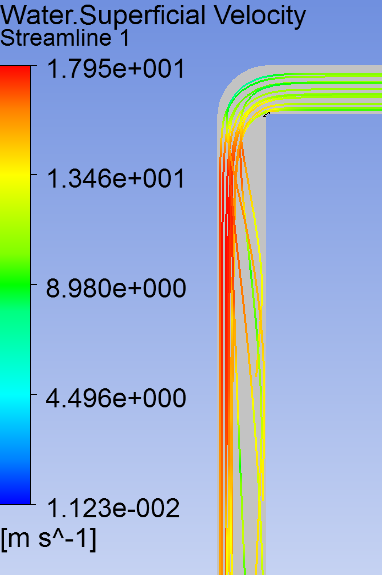 Water.Superficial Velocity
Streamline 1
1.795e+001
1.346e+001
8.980e+000
4.496e+000
1.123e-002
[m s^-1]